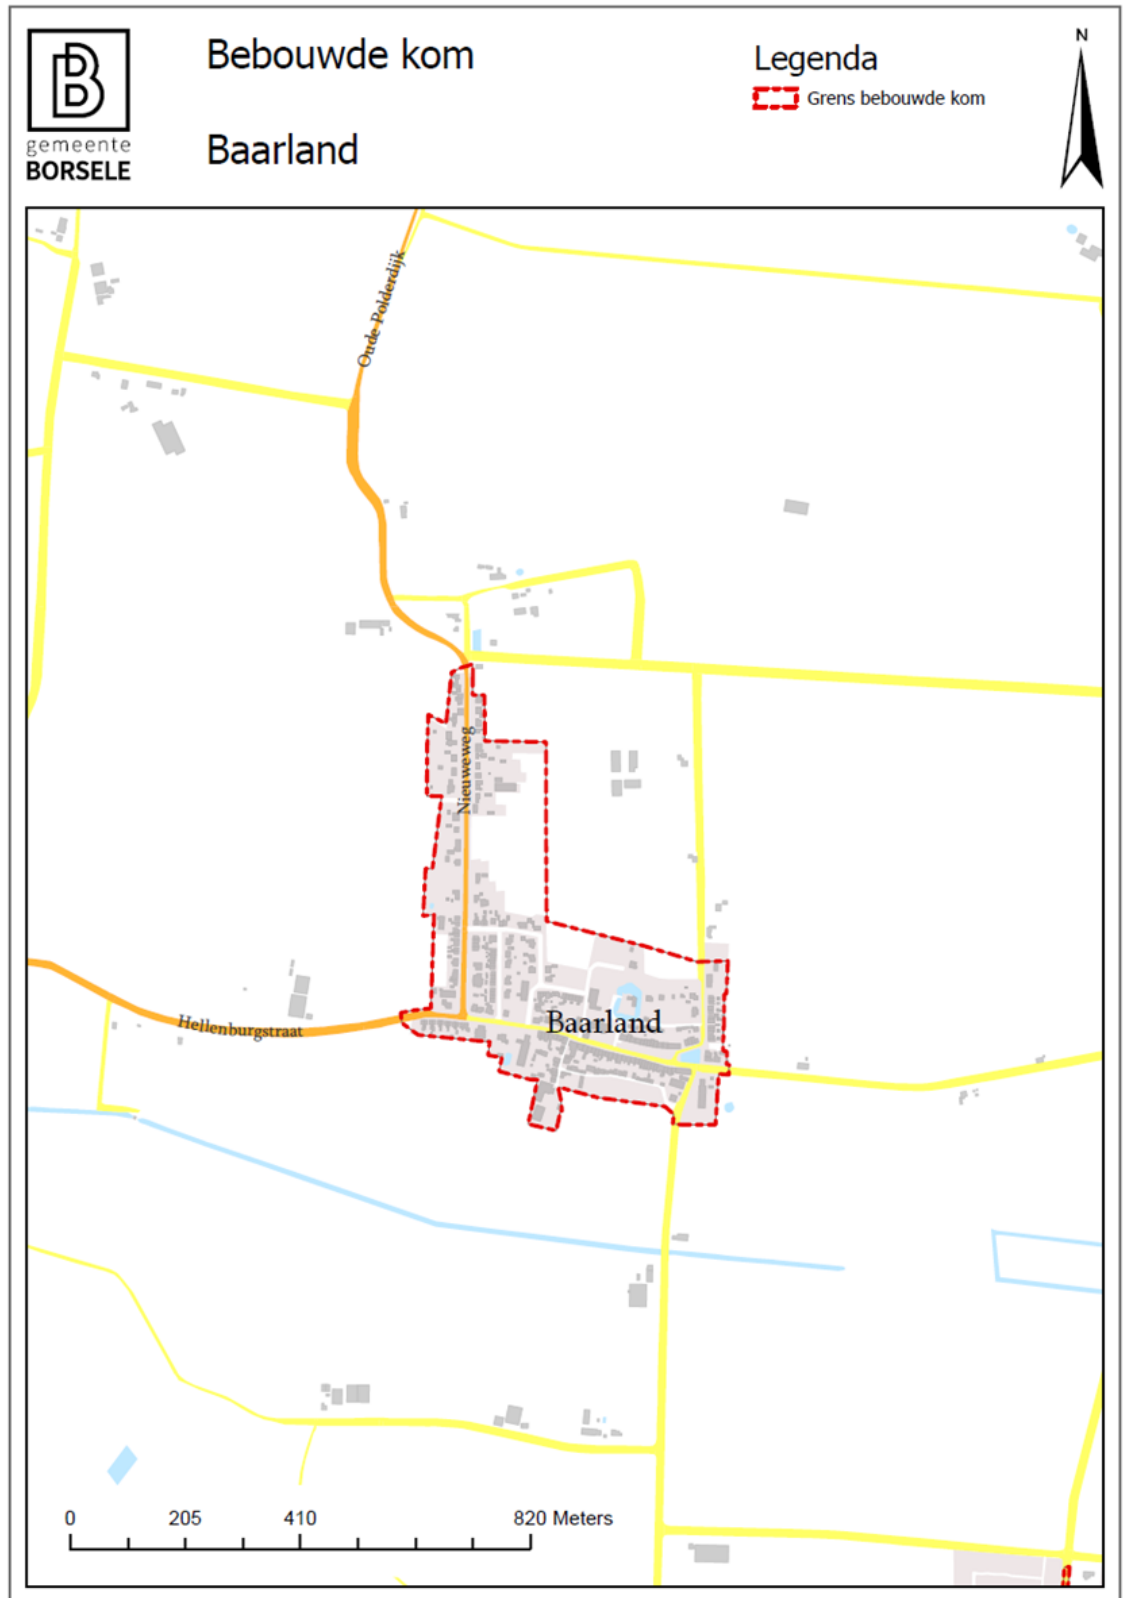 Bebouwde kom
Baarland
gemeente
BORSELE
Legenda
Grens bebouwde kom
N
Oude Polderdijk
Nieuweweg
Baarland
Hellenburgstraat
0 205 410 820 Meters